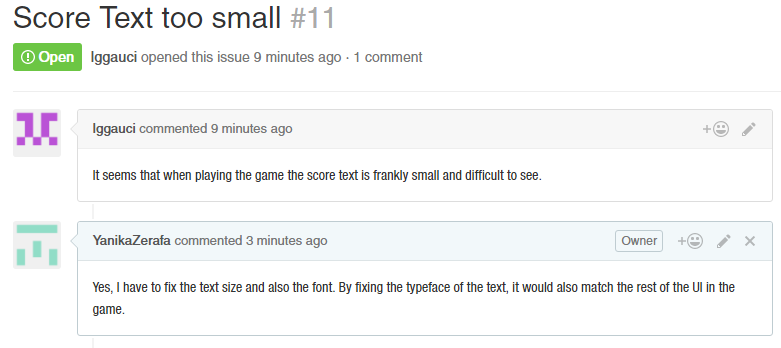 Score Text too small #11
Open Iggauci opened this issue 9 minutes ago · 1 comment
Iggauci commented 9 minutes ago
It seems that when playing the game the score text is frankly small and difficult to see.
YanikaZerafa commented 3 minutes ago Owner
Yes, I have to fix the text size and also the font. By fixing the typeface of the text, it would also match the rest of the UI in the
game.